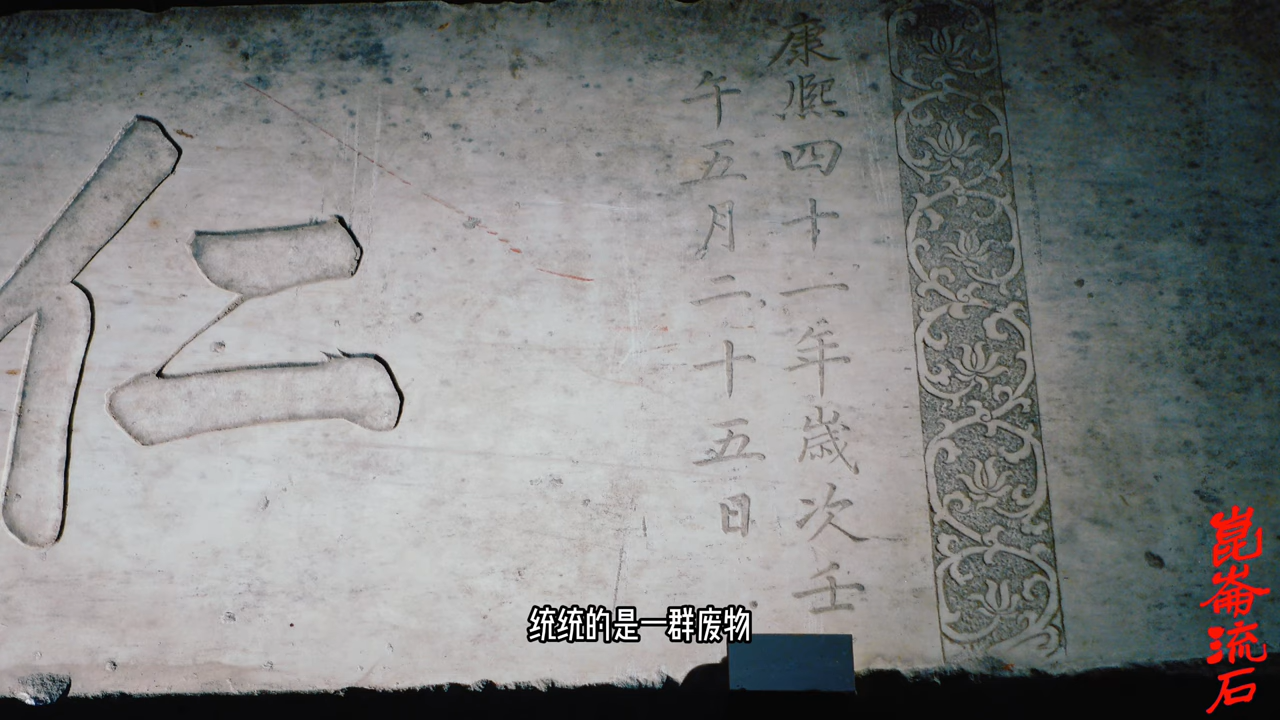 康熙四十一年歲次壬
午五月二十五日
仁
统统的是一群废物
崑崙流石